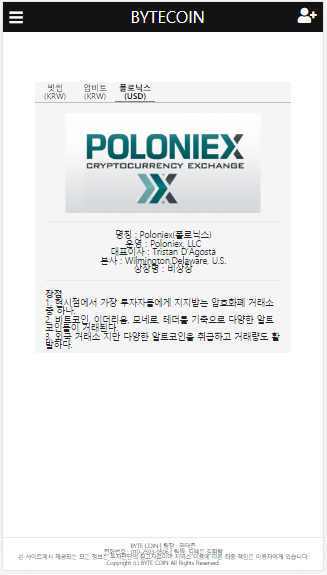 BYTECOIN
빗썸 업비트 폴로닉스
(KRW) (KRW) (USD)
POLONIEX
CRYPTOCURRENCY EXCHANGE
명칭 : Poloniex(폴로닉스)
운영 : Poloniex, LLC
대표이사 : Tristan D'Agosta
본사 : Wilmington,Delaware, U.S.
상장명 : 비상장
장점
1. 현시점에서 가장 투자자들에게 지지받는 암호화폐 거래소
중 하나.
2. 비트코인, 이더리움, 모네로, 테더를 기축으로 다양한 알트
코인들이 거래된다.
3. 외국 거래소 지만 다양한 알트코인을 취급하고 거래량도 활
발하다.
BYTE COIN | 팀장 :
본 사이트에서 제공되는 모든 정보는 투자판단의 참고자료이며 서비스 이용에 따른 최종 책임은 이용자에게 있습니다.
Copyright (c) BYTE COIN All Rights Reserved.